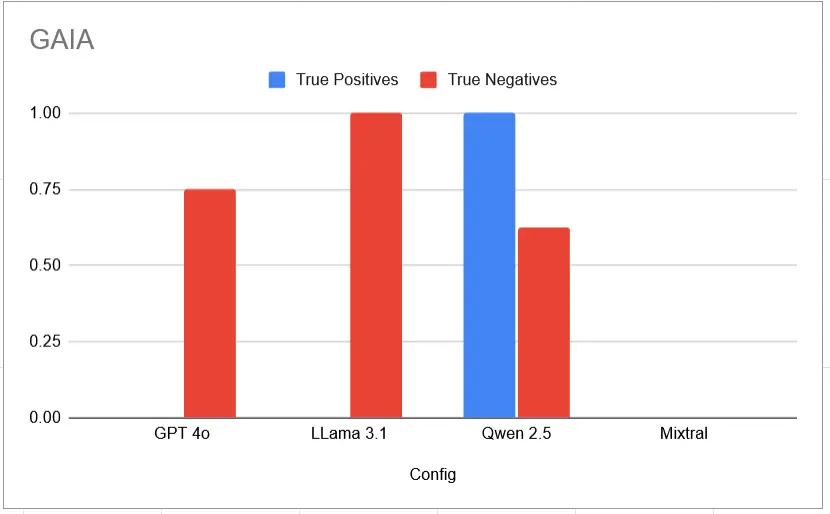 GAIA
True Positives True Negatives
1.00
0.75
0.50
0.25
0.00
GPT 4o LLama 3.1 Qwen 2.5 Mixtral
Config